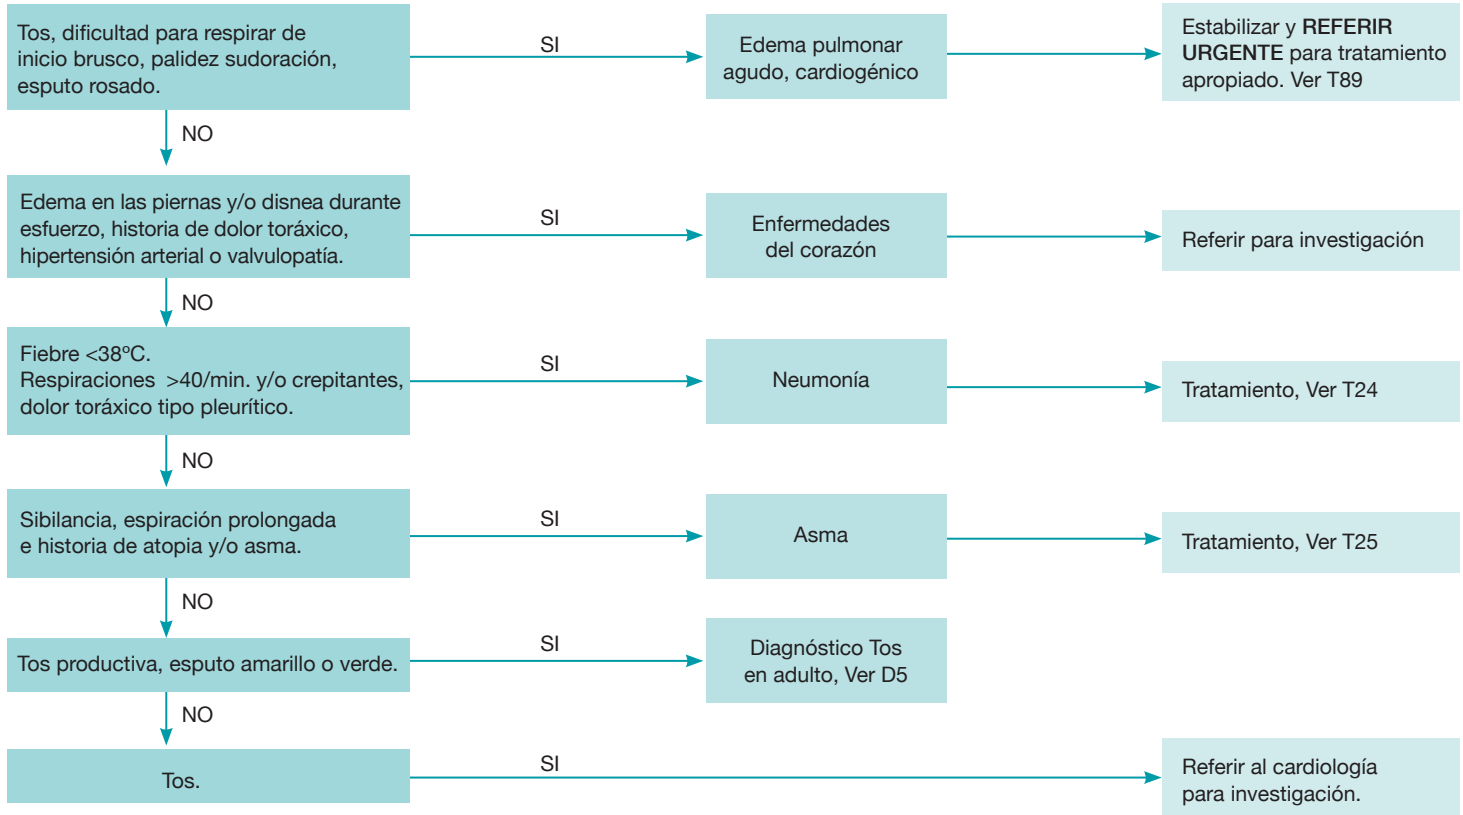 Tos, dificultad para respirar de
inicio brusco, palidez sudoración,
esputo rosado.
SI
Edema pulmonar
agudo, cardiogénico
Estabilizar y REFERIR
URGENTE para tratamiento
apropiado. Ver T89
NO
Edema en las piernas y/o disnea durante
esfuerzo, historia de dolor toráxico,
hipertensión arterial o valvulopatía.
SI
Enfermedades
del corazón
Referir para investigación
NO
Fiebre <38ºC.
Respiraciones >40/min. y/o crepitantes,
dolor toráxico tipo pleurítico.
SI
Neumonía
Tratamiento, Ver T24
NO
Sibilancia, espiración prolongada
e historia de atopia y/o asma.
SI
Asma
Tratamiento, Ver T25
NO
Tos productiva, esputo amarillo o verde.
SI
Diagnóstico Tos
en adulto, Ver D5
NO
Tos.
SI
Referir al cardiología
para investigación.